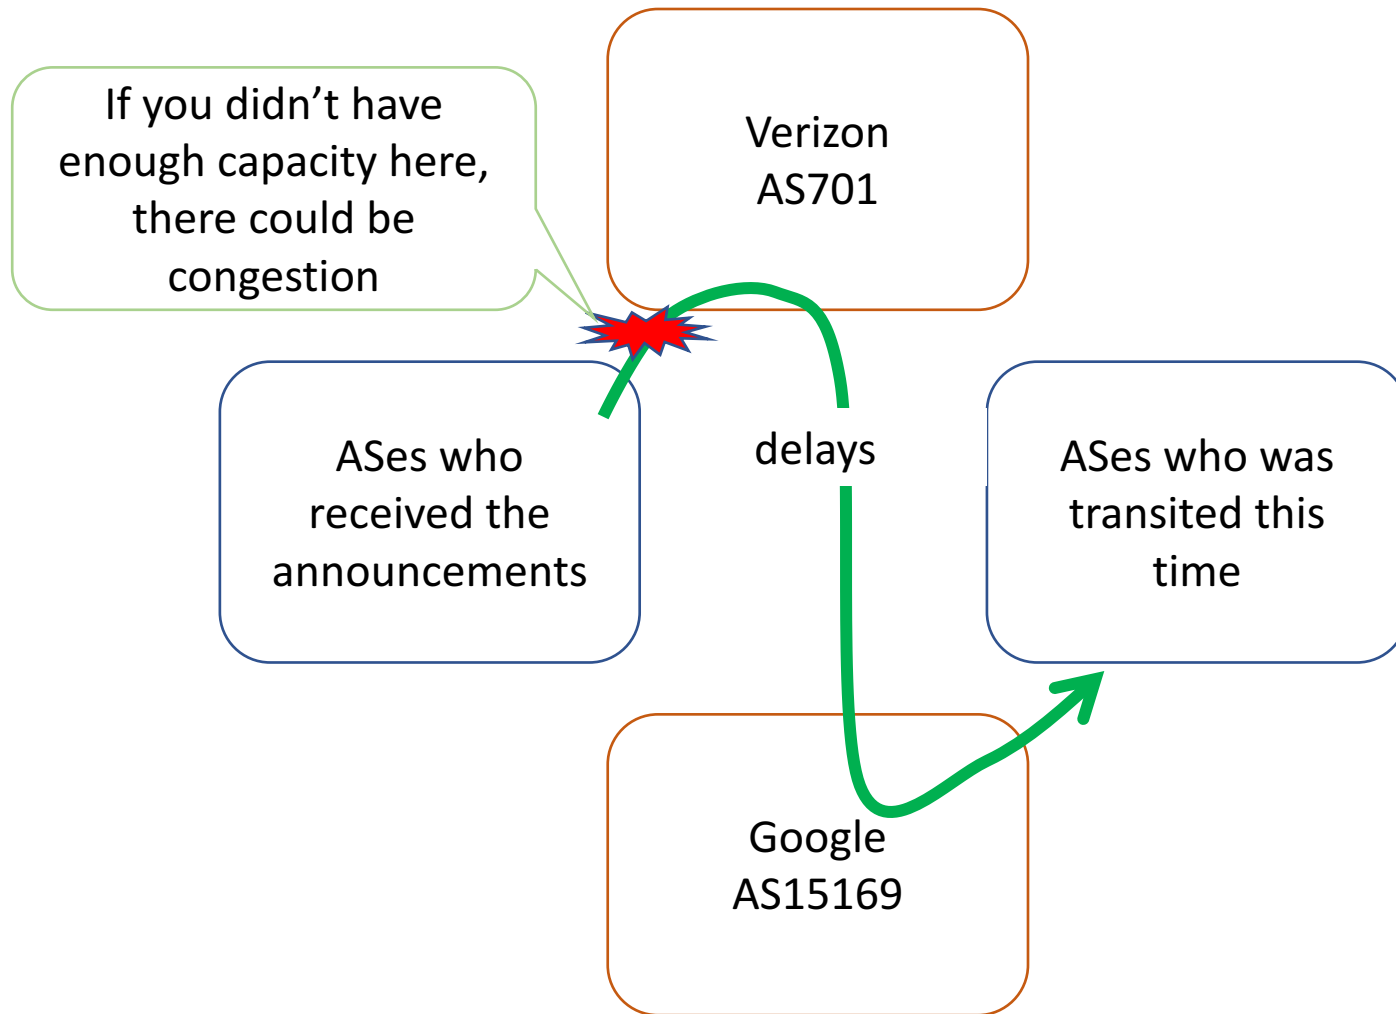 If you didn’t have
enough capacity here,
there could be
congestion
Verizon
AS701
ASes who
received the
announcements
delays
ASes who was
transited this
time
Google
AS15169